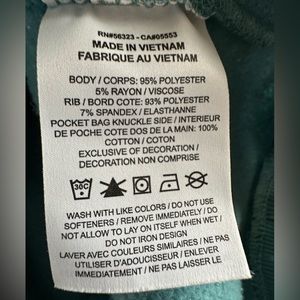 RN#56323 - CA#05553
MADE IN VIETNAM
FABRIQUE AU VIETNAM
BODY / CORPS: 95% POLYESTER
5% RAYON / VISCOSE
RIB / BORD COTE: 93% POLYESTER
7% SPANDEX / ELASTHANNE
POCKET BAG KNUCKLE SIDE / INTERIEUR
DE POCHE COTE DOS DE LA MAIN: 100%
COTTON / COTON
EXCLUSIVE OF DECORATION /
DECORATION NON COMPRISE
30C
WASH WITH LIKE COLORS / DO NOT USE
SOFTENERS / REMOVE IMMEDIATELY / DO
NOT ALLOW TO LAY ON ITSELF WHEN WET /
DO NOT IRON DESIGN
LAVER AVEC COULEURS SIMILAIRES / NE PAS
UTILISER D'ADOUCISSEUR / ENLEVER
IMMEDIATEMENT / NE PAS LAISSER LE